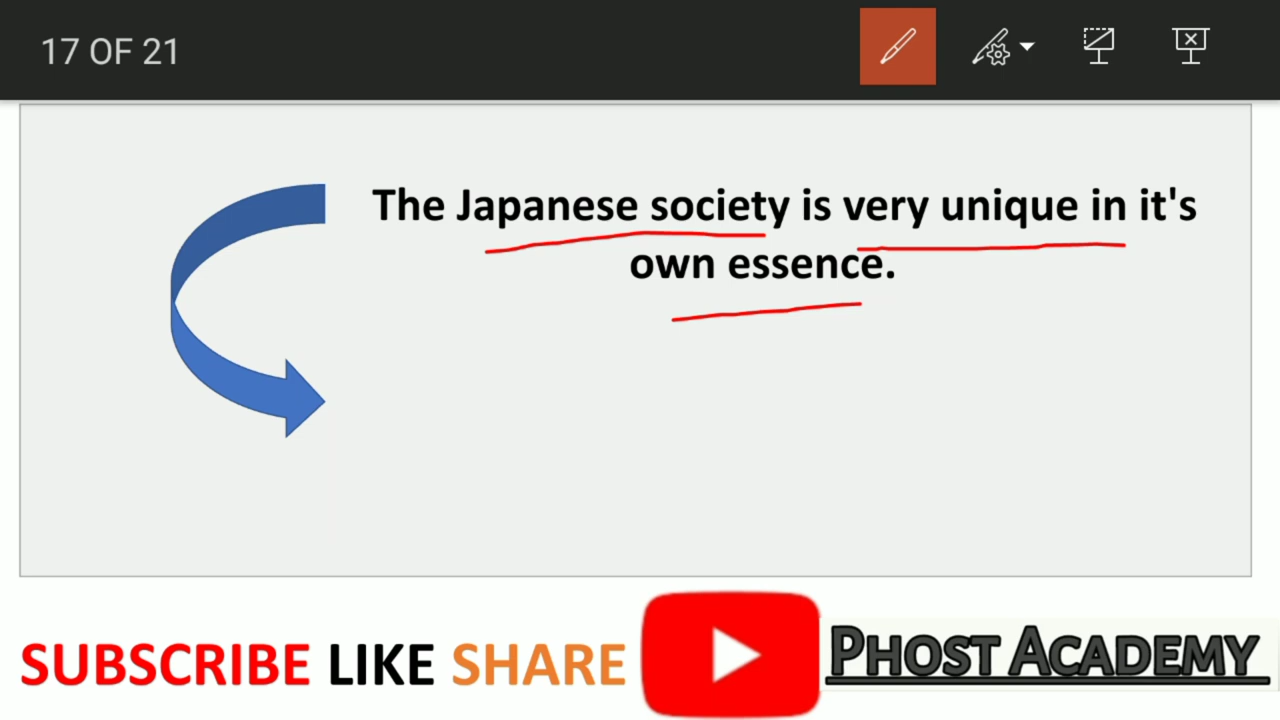 17 OF 21
The Japanese society is very unique in it's
own essence.
SUBSCRIBE LIKE SHARE
PHOST ACADEMY